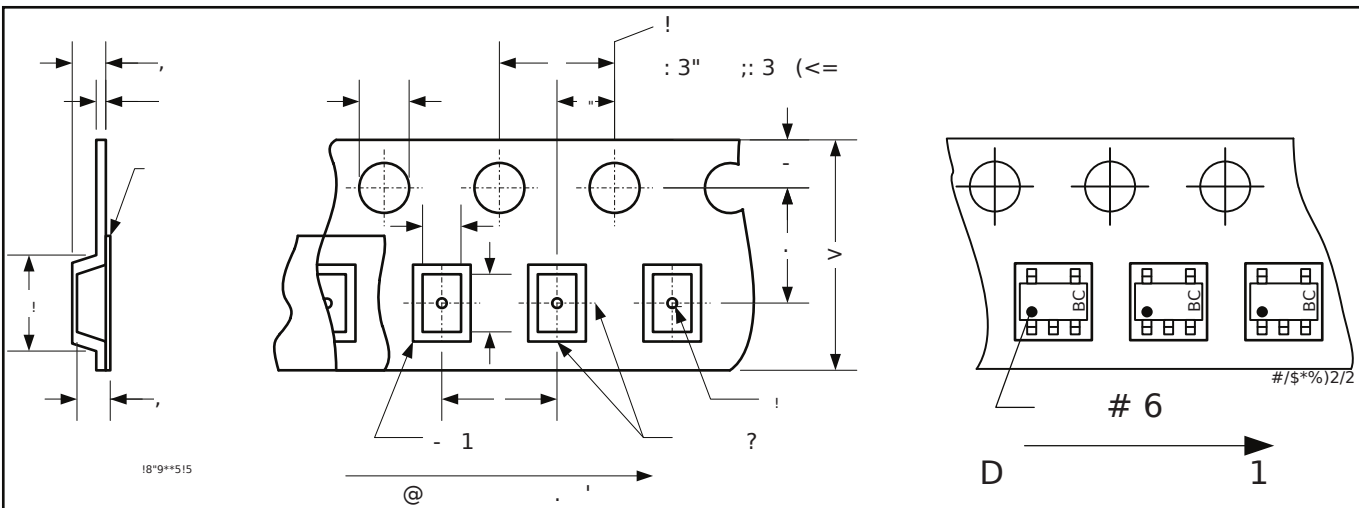 !
: 3" ;: 3 (<=
,
"
-
.
V
!
BC BC BC
#/$*%)2/2
,
!
- 1
?
# 6
D 1
!8"9**5!5
@ . '